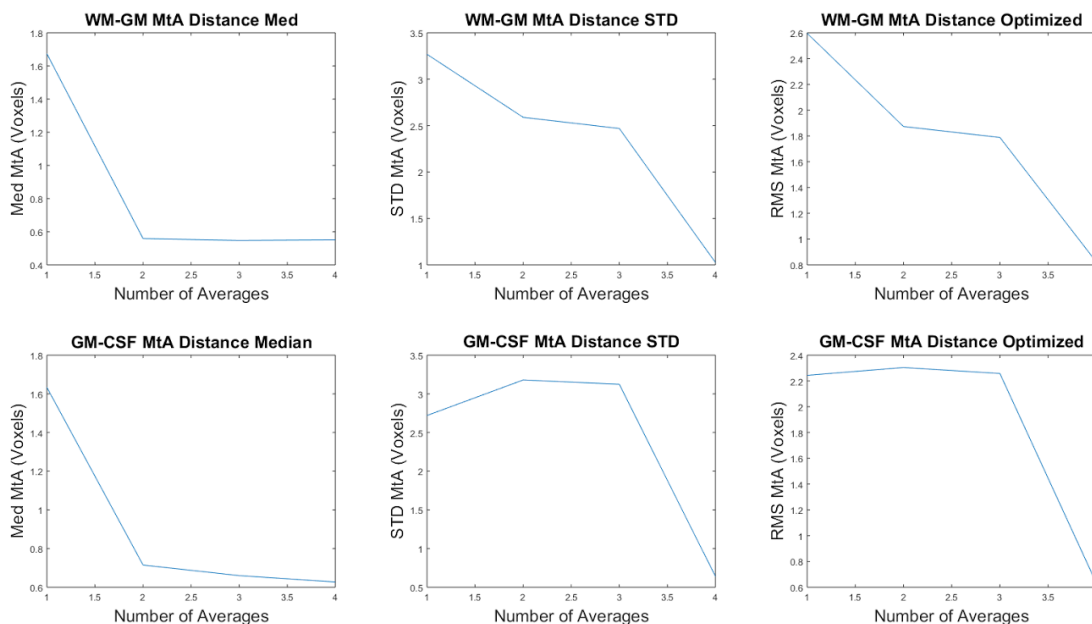 WM-GM MtA Distance Med
Med MtA (Voxels)
1.8
1.6
1.4
1.2
1
0.8
0.6
0.4
1 1.5 2 2.5 3 3.5 4
Number of Averages
WM-GM MtA Distance STD
STD MtA (Voxels)
3.5
3
2.5
2
1.5
1
1 1.5 2 2.5 3 3.5 4
Number of Averages
WM-GM MtA Distance Optimized
RMS MtA (Voxels)
2.6
2.4
2.2
2
1.8
1.6
1.4
1.2
1
0.8
1 1.5 2 2.5 3 3.5
Number of Averages
GM-CSF MtA Distance Median
Med MtA (Voxels)
1.8
1.6
1.4
1.2
1
0.8
0.6
1 1.5 2 2.5 3 3.5 4
Number of Averages
GM-CSF MtA Distance STD
STD MtA (Voxels)
3.5
3
2.5
2
1.5
1
0.5
1 1.5 2 2.5 3 3.5 4
Number of Averages
GM-CSF MtA Distance Optimized
RMS MtA (Voxels)
2.4
2.2
2
1.8
1.6
1.4
1.2
1
0.8
0.6
1 1.5 2 2.5 3 3.5
Number of Averages